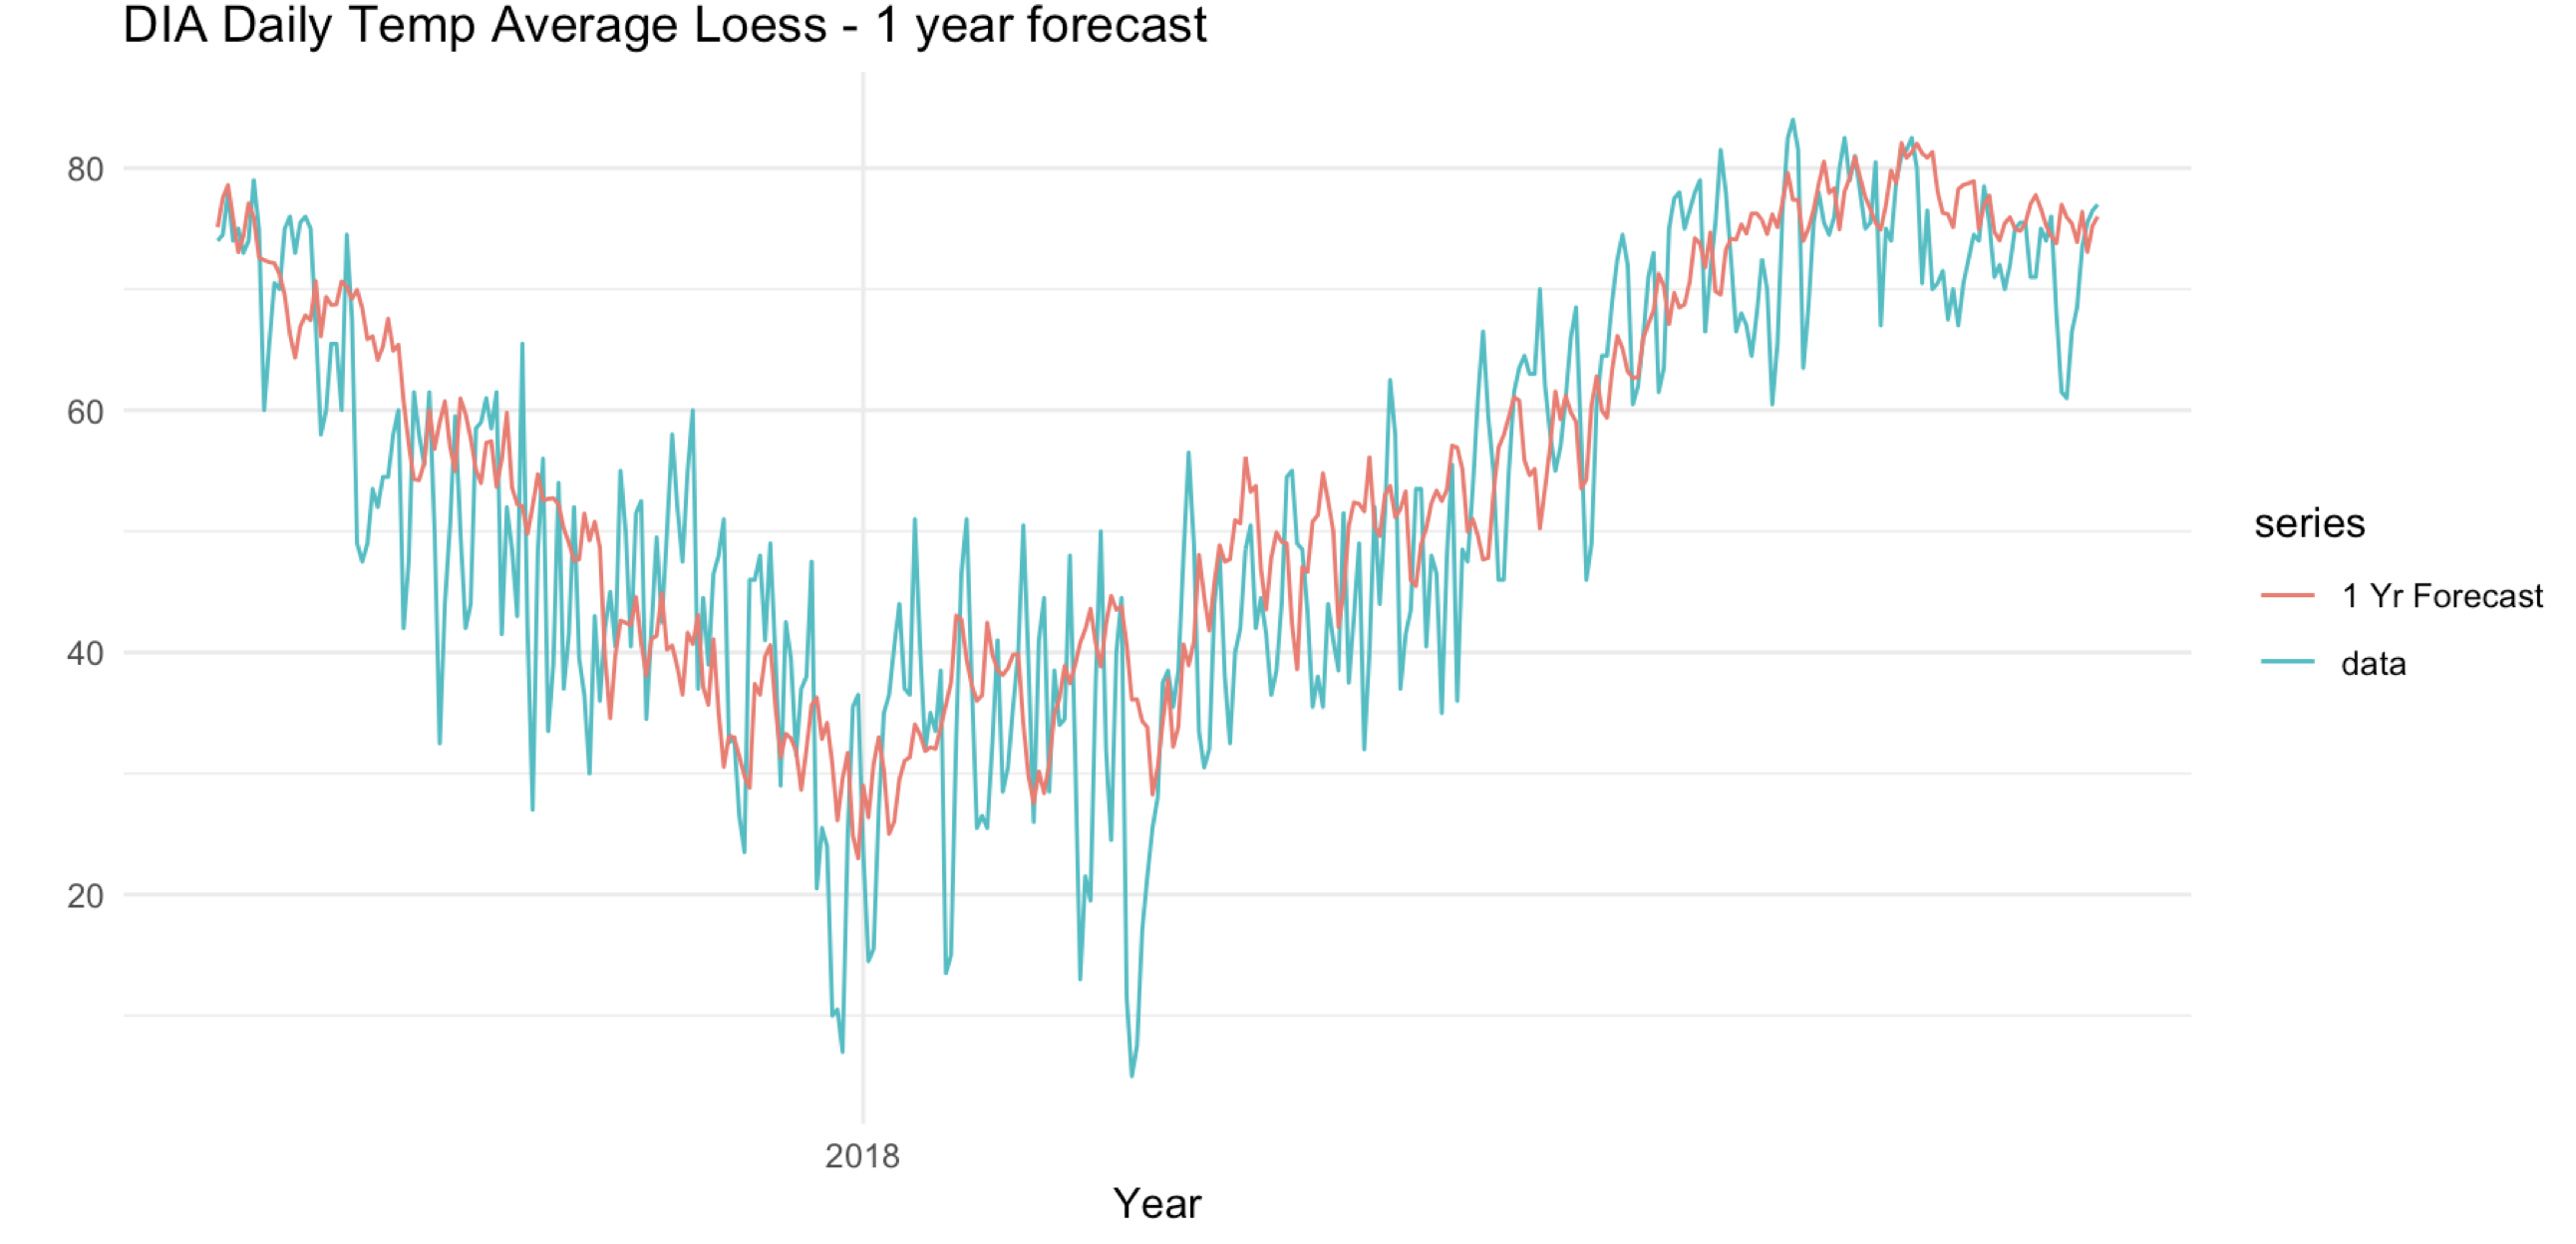 DIA Daily Temp Average Loess - 1 year forecast
80
60
40
20
2018
Year
series
1 Yr Forecast
data